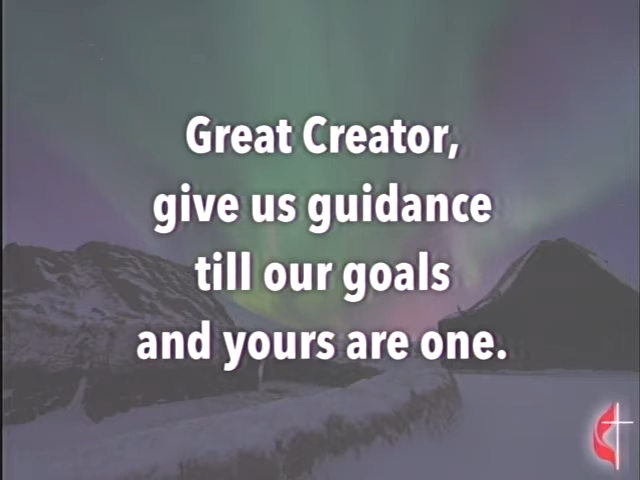 Great Creator,
give us guidance
till our goals
and yours are one.